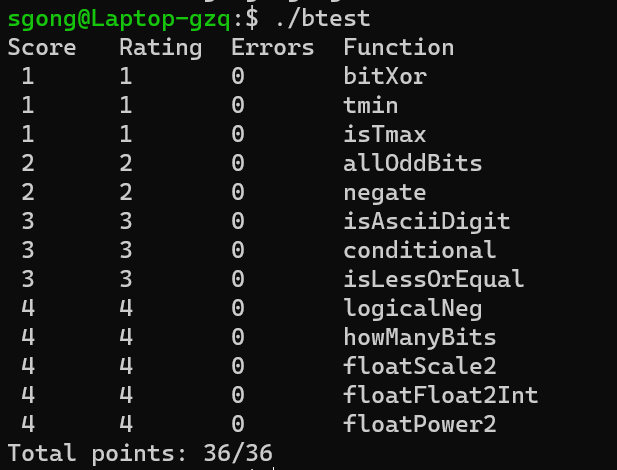 sgong@Laptop-gzq:$ ./btest
Score Rating Errors Function
1 1 0 bitXor
1 1 0 tmin
1 1 0 isTmax
2 2 0 allOddBits
2 2 0 negate
3 3 0 isAsciiDigit
3 3 0 conditional
3 3 0 isLessOrEqual
4 4 0 logicalNeg
4 4 0 howManyBits
4 4 0 floatScale2
4 4 0 floatFloat2Int
4 4 0 floatPower2
Total points: 36/36